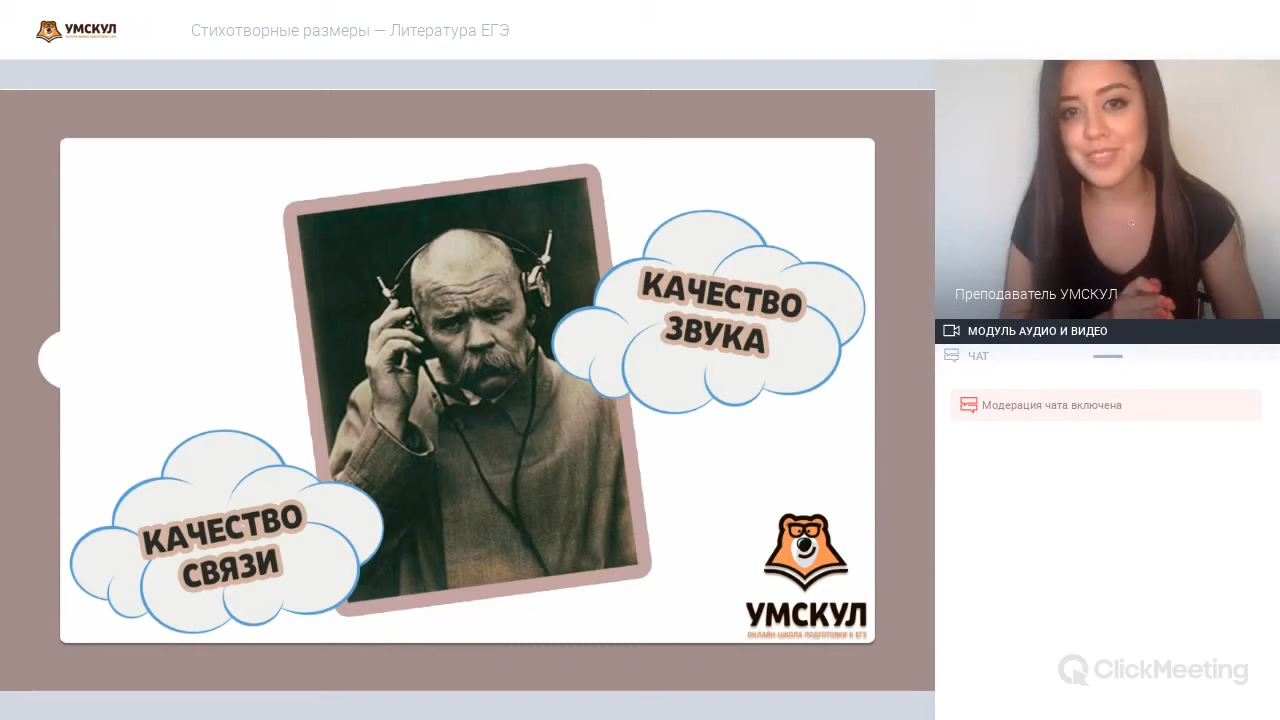 УМСКУЛ
Стихотворные размеры — Литература ЕГЭ
КАЧЕСТВО
ЗВУКА
КАЧЕСТВО
СВЯЗИ
УМСКУЛ
ОНЛАЙН-ШКОЛА ПОДГОТОВКИ К ЕГЭ
Преподаватель УМСКУЛ
МОДУЛЬ АУДИО И ВИДЕО
ЧАТ
Модерация чата включена
ClickMeeting